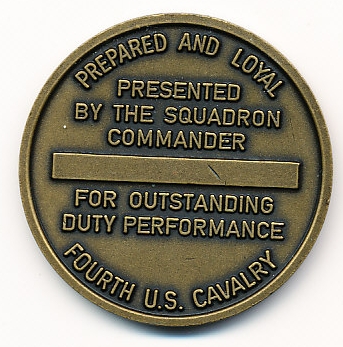 PREPARED AND LOYAL
PRESENTED
BY THE SQUADRON
COMMANDER
FOR OUTSTANDING
DUTY PERFORMANCE
FOURTH U.S. CAVALRY